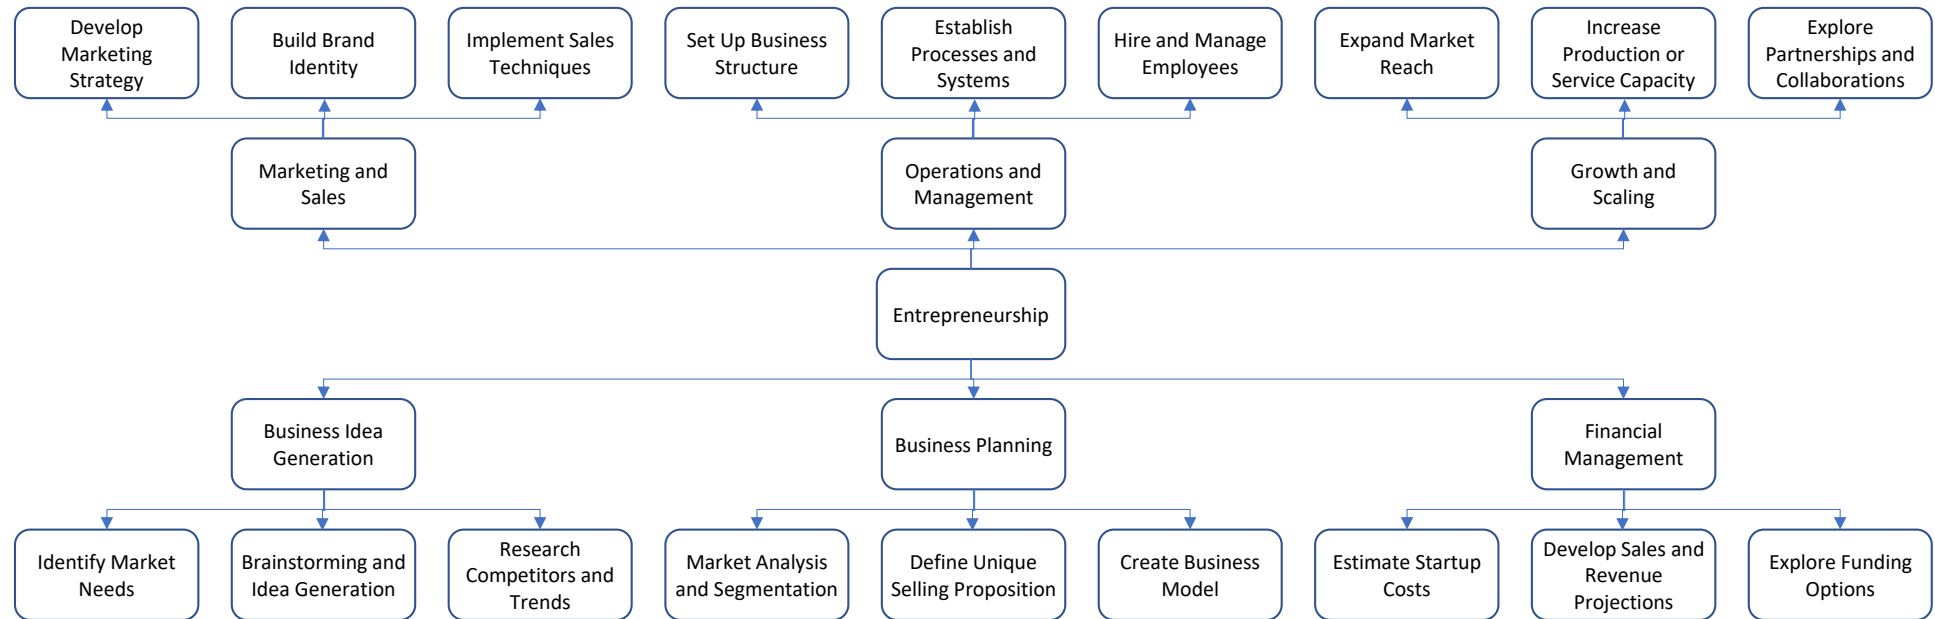 Develop
Marketing
Strategy
Build Brand
Identity
Implement Sales
Techniques
Set Up Business
Structure
Establish
Processes and
Systems
Hire and Manage
Employees
Expand Market
Reach
Increase
Production or
Service Capacity
Explore
Partnerships and
Collaborations
Marketing and
Sales
Operations and
Management
Growth and
Scaling
Entrepreneurship
Business Idea
Generation
Business Planning
Financial
Management
Identify Market
Needs
Brainstorming and
Idea Generation
Research
Competitors and
Trends
Market Analysis
and Segmentation
Define Unique
Selling Proposition
Create Business
Model
Estimate Startup
Costs
Develop Sales and
Revenue
Projections
Explore Funding
Options